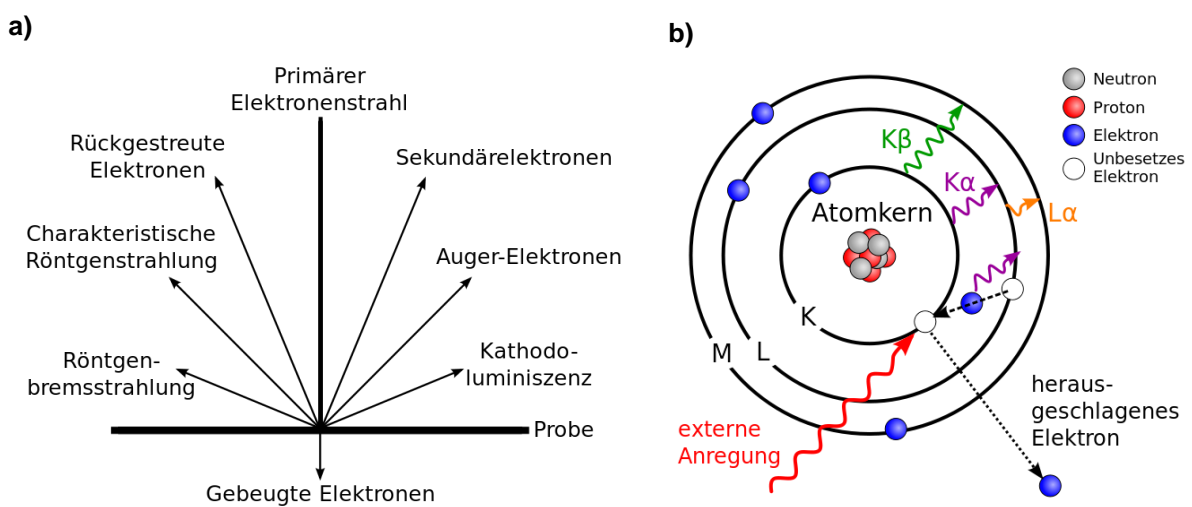 a)
Primärer
Elektronenstrahl
Rückgestreute
Elektronen
Sekundärelektronen
Charakteristische
Röntgenstrahlung
Auger-Elektronen
Röntgen-
bremsstrahlung
Kathodo-
luminiszenz
Probe
Gebeugte Elektronen
b)
Neutron
Proton
Elektron
Unbesetzes
Elektron
Kβ
Kα
Lα
Atomkern
K
L
M
externe
Anregung
heraus-
geschlagenes
Elektron